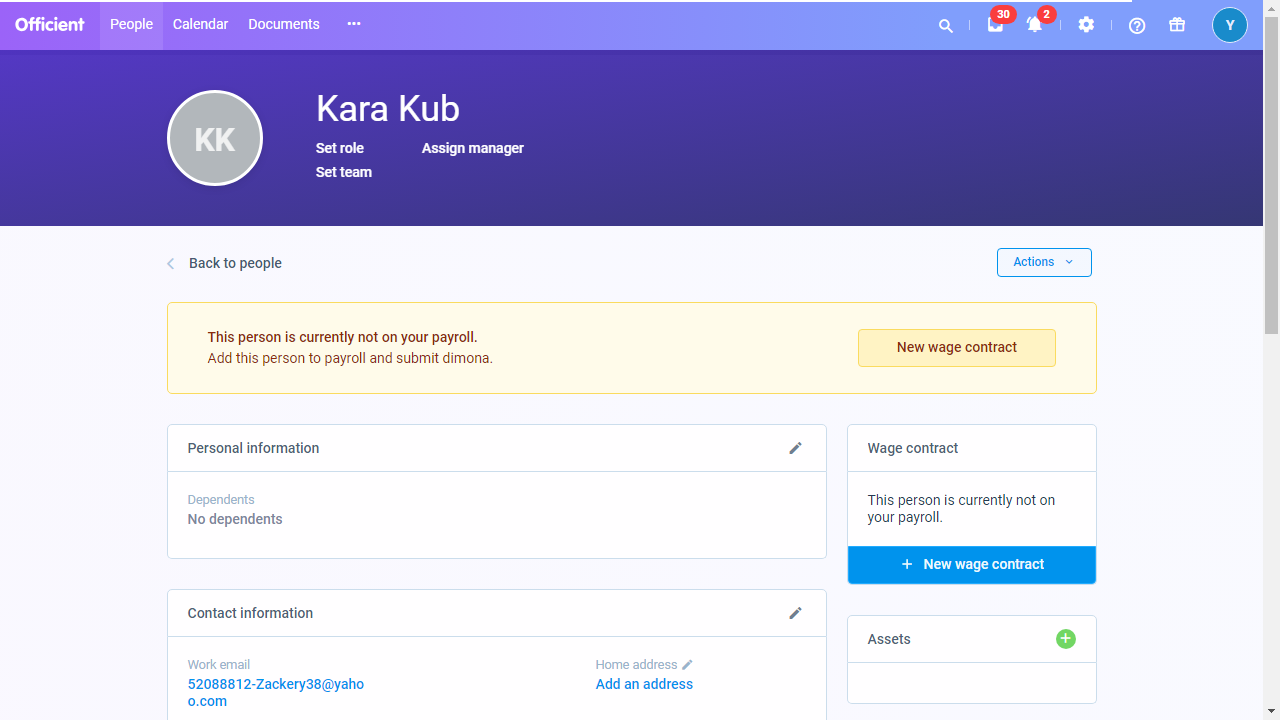 Officient
People
Calendar
Documents
30
2
Y
KK
Kara Kub
Set role
Assign manager
Set team
Back to people
Actions
This person is currently not on your payroll.
Add this person to payroll and submit dimona.
New wage contract
Personal information
Dependents
No dependents
Wage contract
This person is currently not on
your payroll.
New wage contract
Contact information
Work email
52088812-Zackery38@yaho
o.com
Home address
Add an address
Assets